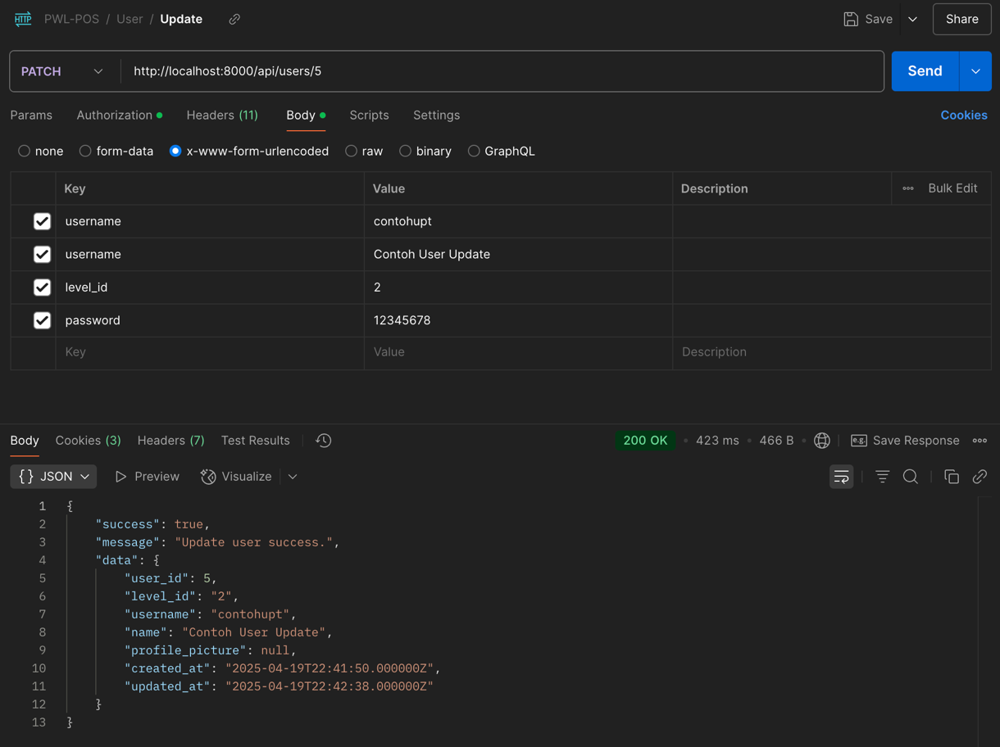 HTTP PWL-POS / User / Update Save Share
PATCH http://localhost:8000/api/users/5 Send
Params Authorization Headers (11) Body Scripts Settings Cookies
none form-data x-www-form-urlencoded raw binary GraphQL
Key Value Description Bulk Edit
username contohupt
username Contoh User Update
level_id 2
password 12345678
Key Value Description
Body Cookies (3) Headers (7) Test Results 200 OK 423 ms 466 B e.g. Save Response
{} JSON Preview Visualize
1 {
2 "success": true,
3 "message": "Update user success.",
4 "data": {
5 "user_id": 5,
6 "level_id": "2",
7 "username": "contohupt",
8 "name": "Contoh User Update",
9 "profile_picture": null,
10 "created_at": "2025-04-19T22:41:50.000000Z",
11 "updated_at": "2025-04-19T22:42:38.000000Z"
12 }
13 }